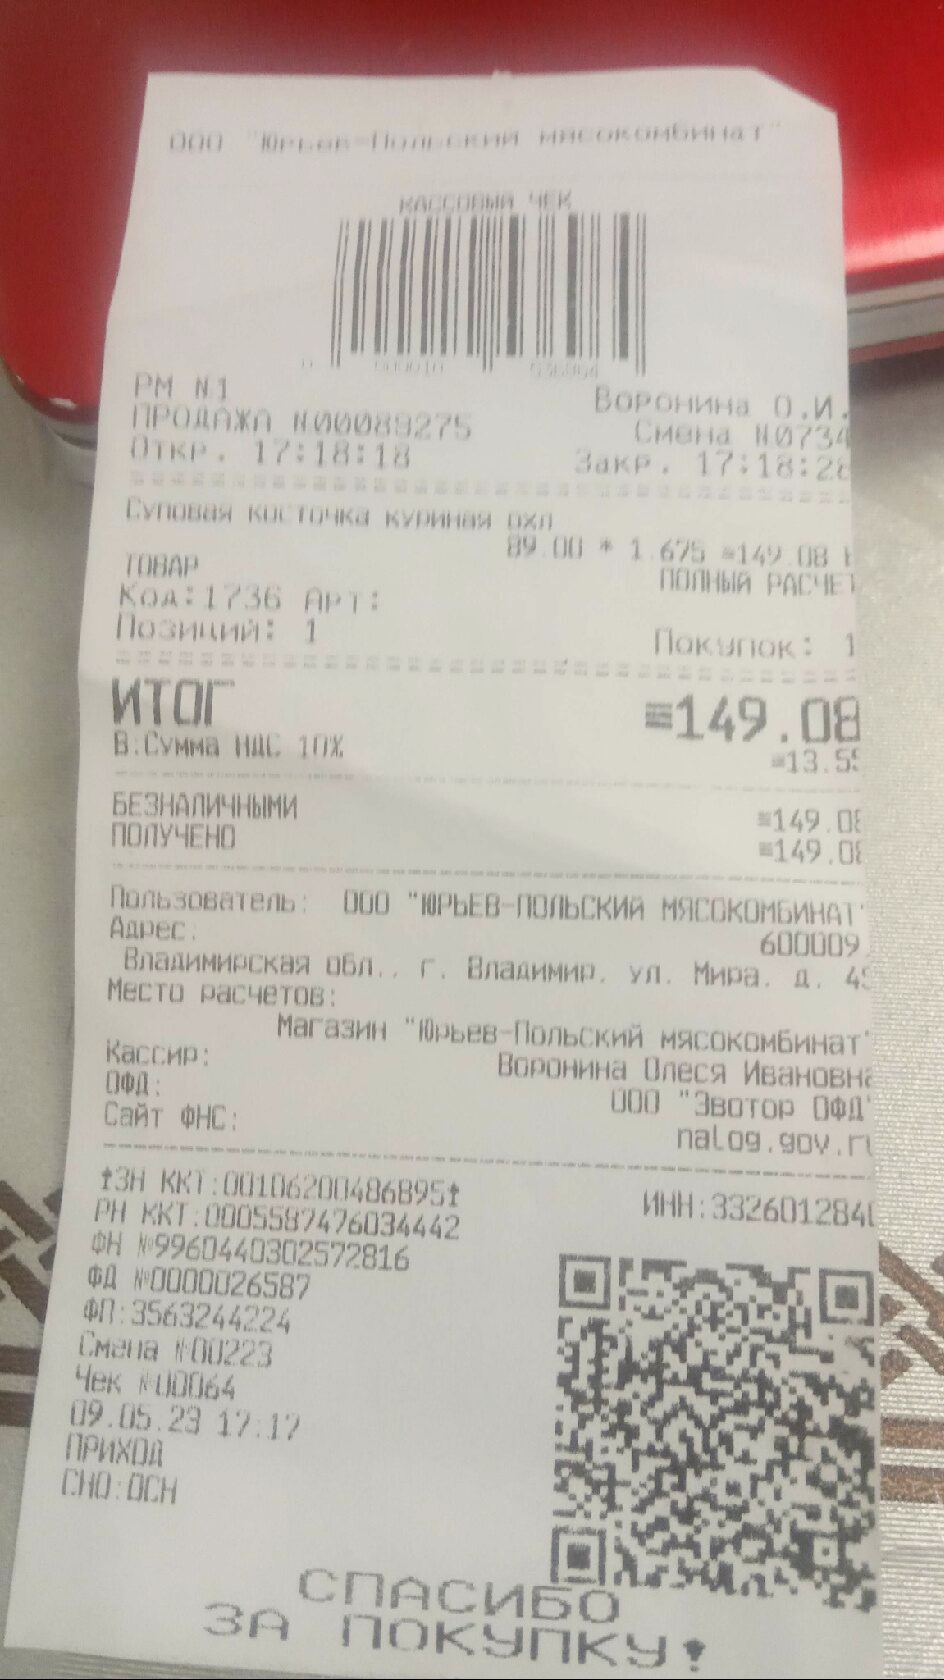 ООО "Юрьев-Польский мясокомбинат"
КАССОВЫЙ ЧЕК
РМ N1 Воронина О.И.
ПРОДАЖА N00089275 Смена N0734
Откр. 17:18:18 Закр. 17:18:28
Суповая косточка куриная охл
89.00 * 1.675 ≡149.08 В
ТОВАР ПОЛНЫЙ РАСЧЕТ
Код:1736 Арт:
Позиций: 1 Покупок: 1
ИТОГ ≡149.08
В:Сумма НДС 10% ≡13.55
БЕЗНАЛИЧНЫМИ ≡149.08
ПОЛУЧЕНО ≡149.08
Пользователь: ООО "ЮРЬЕВ-ПОЛЬСКИЙ МЯСОКОМБИНАТ"
Адрес: 600009,
Владимирская обл., г. Владимир, ул. Мира, д.
Место расчетов:
Магазин "Юрьев-Польский мясокомбинат"
Кассир: Воронина Олеся Ивановна
ОФД: ООО "Эвотор ОФД"
Сайт ФНС: nalog.gov.ru
ЗН ККТ:00106200486895 ИНН:3326012840
РН ККТ:0005587476034442
ФН №9960440302572816
ФД №0000026587
ФП:3563244224
Смена №00223
Чек №00064
09.05.23 17:17
ПРИХОД
СНО:ОСН
СПАСИБО
ЗА ПОКУПКУ!